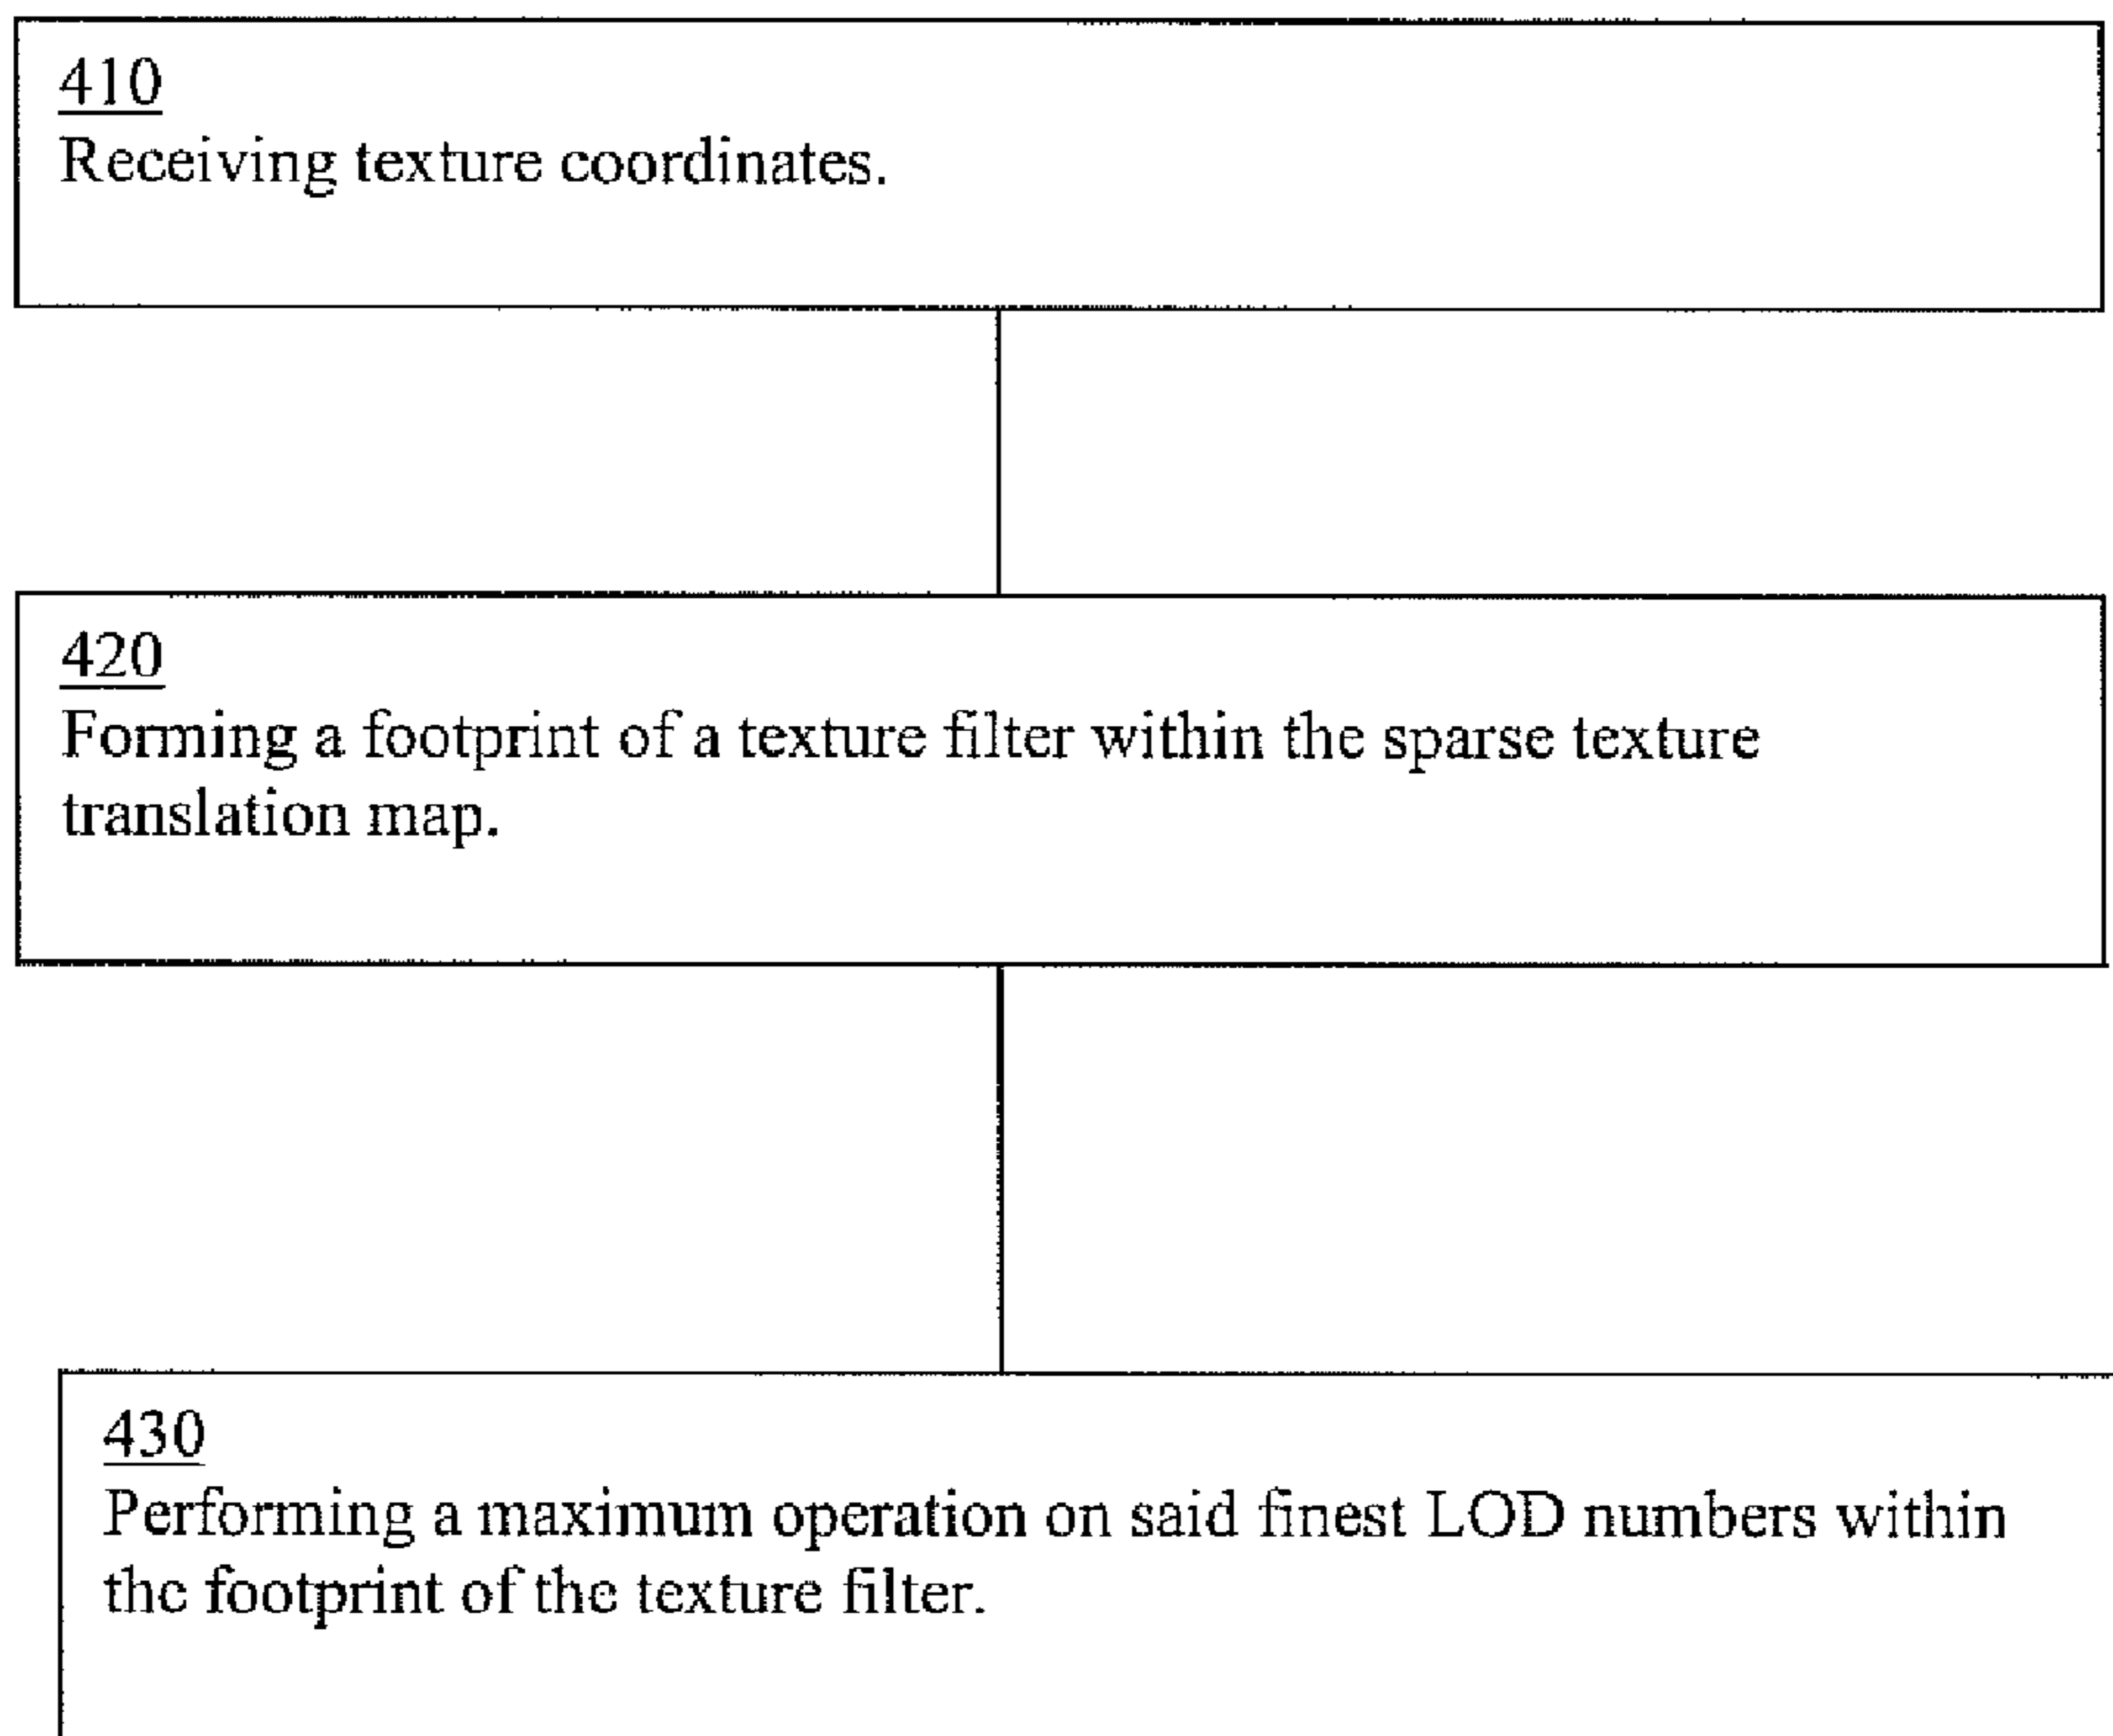 410
Receiving texture coordinates.
420
Forming a footprint of a texture filter within the sparse texture
translation map.
430
Performing a maximum operation on said finest LOD numbers within
the footprint of the texture filter.